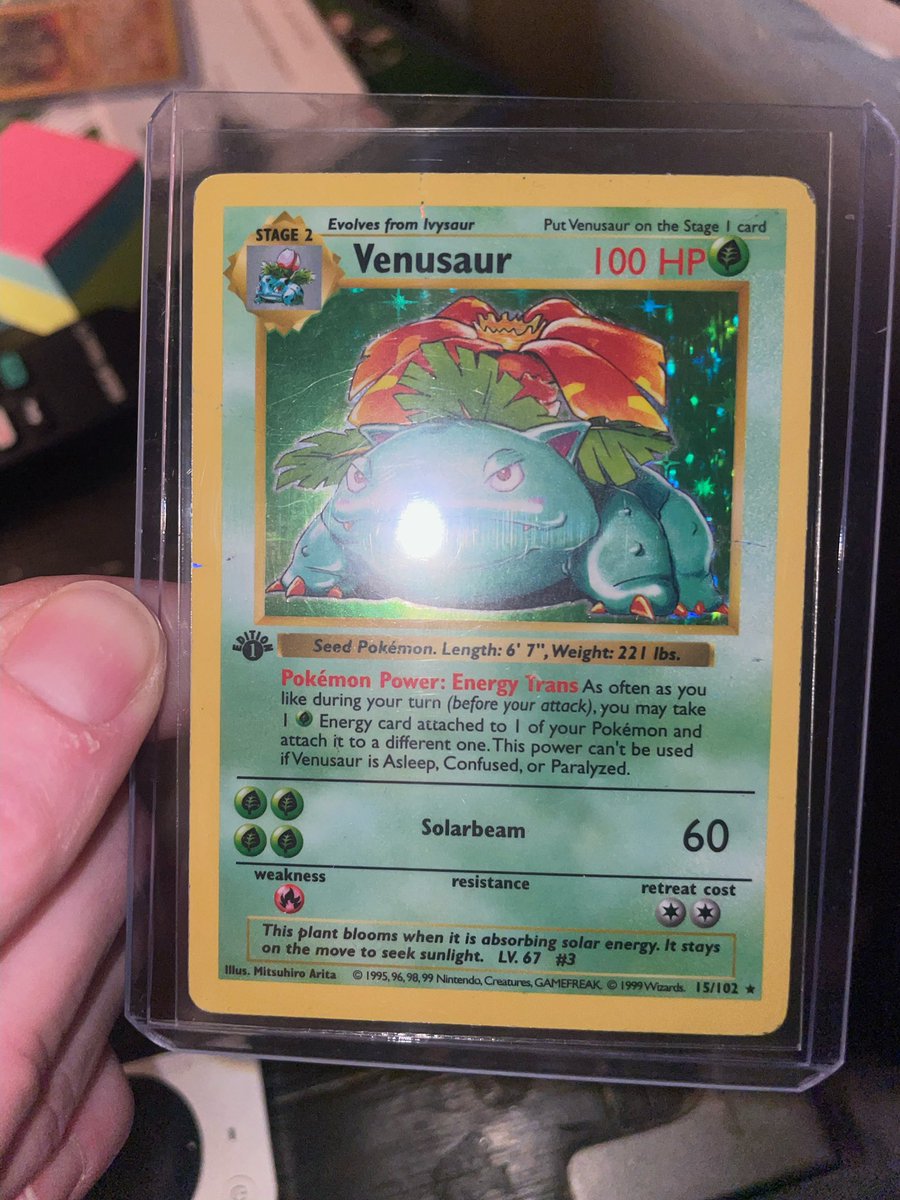 Evolves from Ivysaur
Put Venusaur on the Stage 1 card
STAGE 2
Venusaur
100 HP
EDITION
1
Seed Pokémon. Length: 6' 7", Weight: 221 lbs.
Pokémon Power: Energy Trans As often as you
like during your turn (before your attack), you may take
1 Energy card attached to 1 of your Pokémon and
attach it to a different one. This power can't be used
if Venusaur is Asleep, Confused, or Paralyzed.
Solarbeam
60
weakness
resistance
retreat cost
This plant blooms when it is absorbing solar energy. It stays
on the move to seek sunlight. LV. 67 #3
Illus. Mitsuhiro Arita © 1995, 96, 98, 99 Nintendo, Creatures, GAMEFREAK. © 1999 Wizards. 15/102 ★